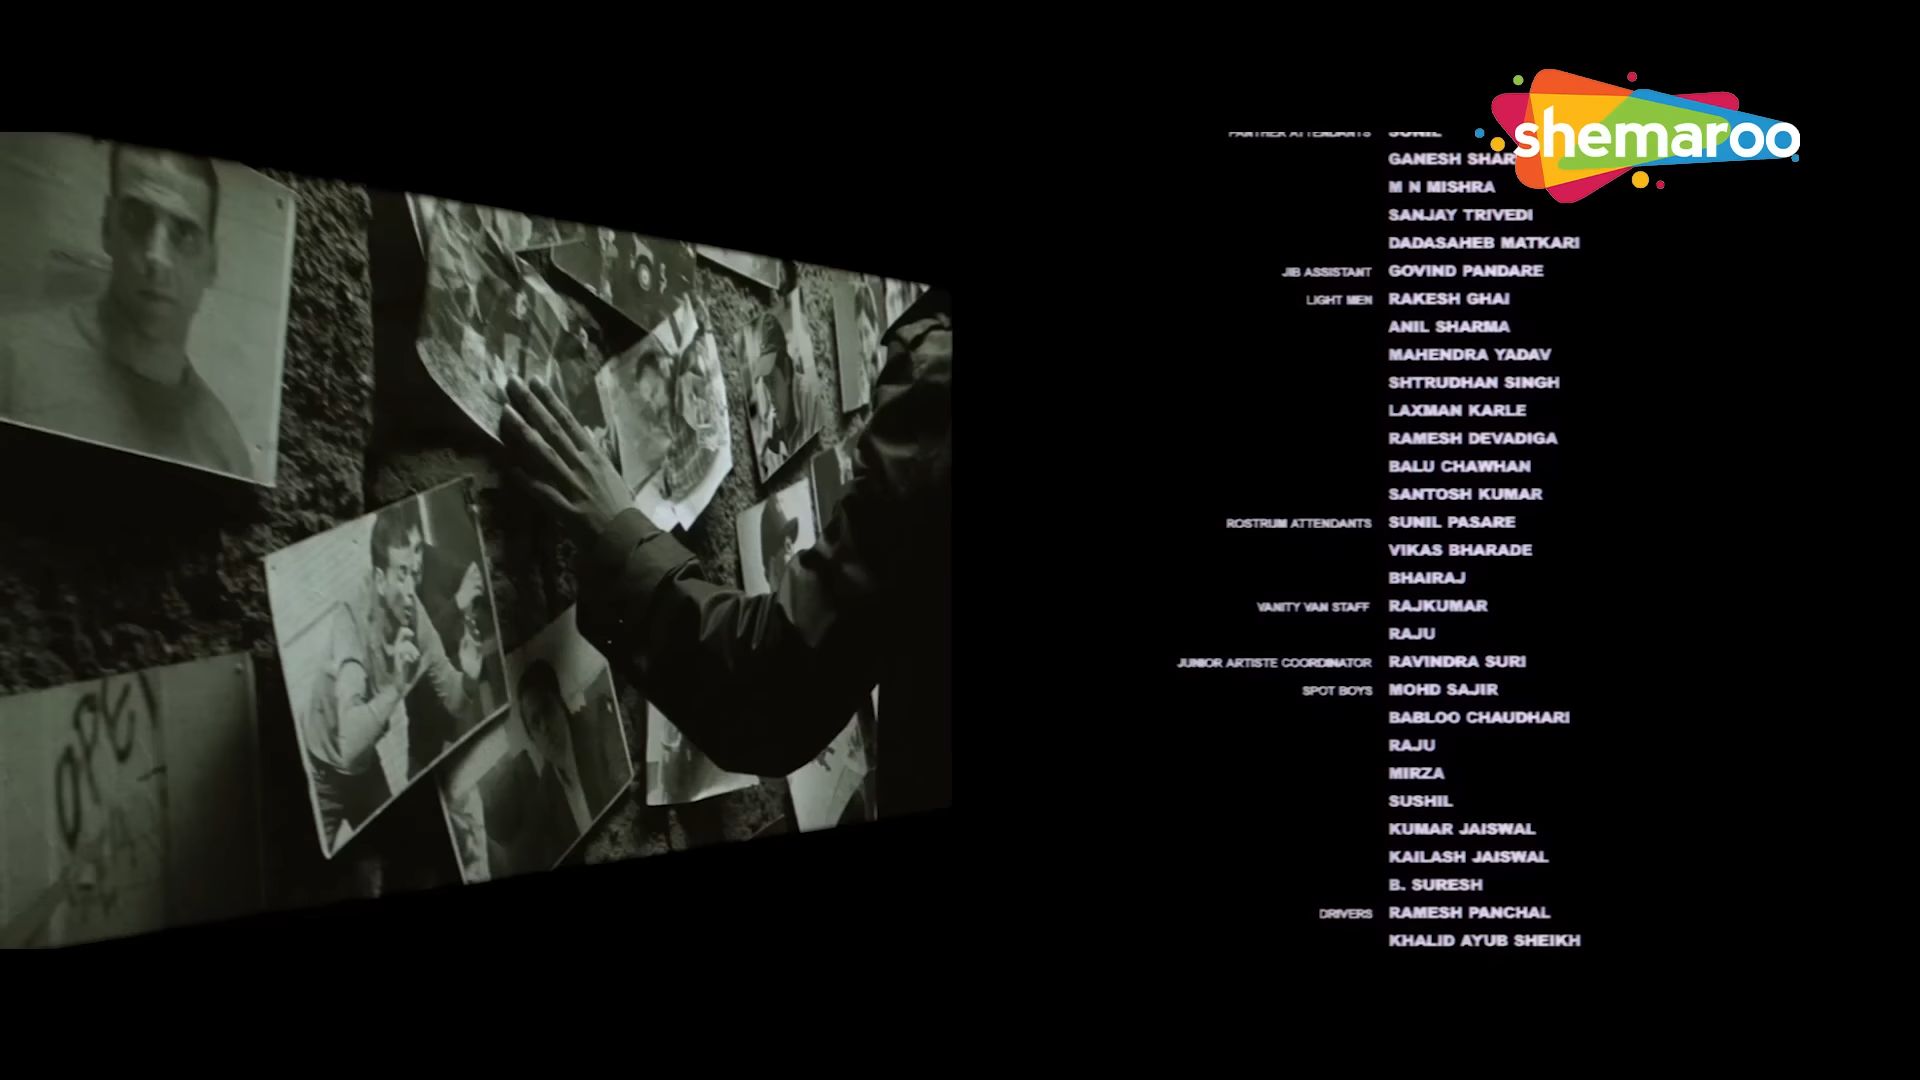 shemaroo
PANTHER ATTENDANTS SUNIL
GANESH SHAR
M N MISHRA
SANJAY TRIVEDI
DADASAHEB MATKARI
JIB ASSISTANT GOVIND PANDARE
LIGHT MEN RAKESH GHAI
ANIL SHARMA
MAHENDRA YADAV
SHTRUDHAN SINGH
LAXMAN KARLE
RAMESH DEVADIGA
BALU CHAWHAN
SANTOSH KUMAR
ROSTRUM ATTENDANTS SUNIL PASARE
VIKAS BHARADE
BHAIRAJ
VANITY VAN STAFF RAJKUMAR
RAJU
JUNIOR ARTISTE COORDINATOR RAVINDRA SURI
SPOT BOYS MOHD SAJIR
BABLOO CHAUDHARI
RAJU
MIRZA
SUSHIL
KUMAR JAISWAL
KAILASH JAISWAL
B. SURESH
DRIVERS RAMESH PANCHAL
KHALID AYUB SHEIKH